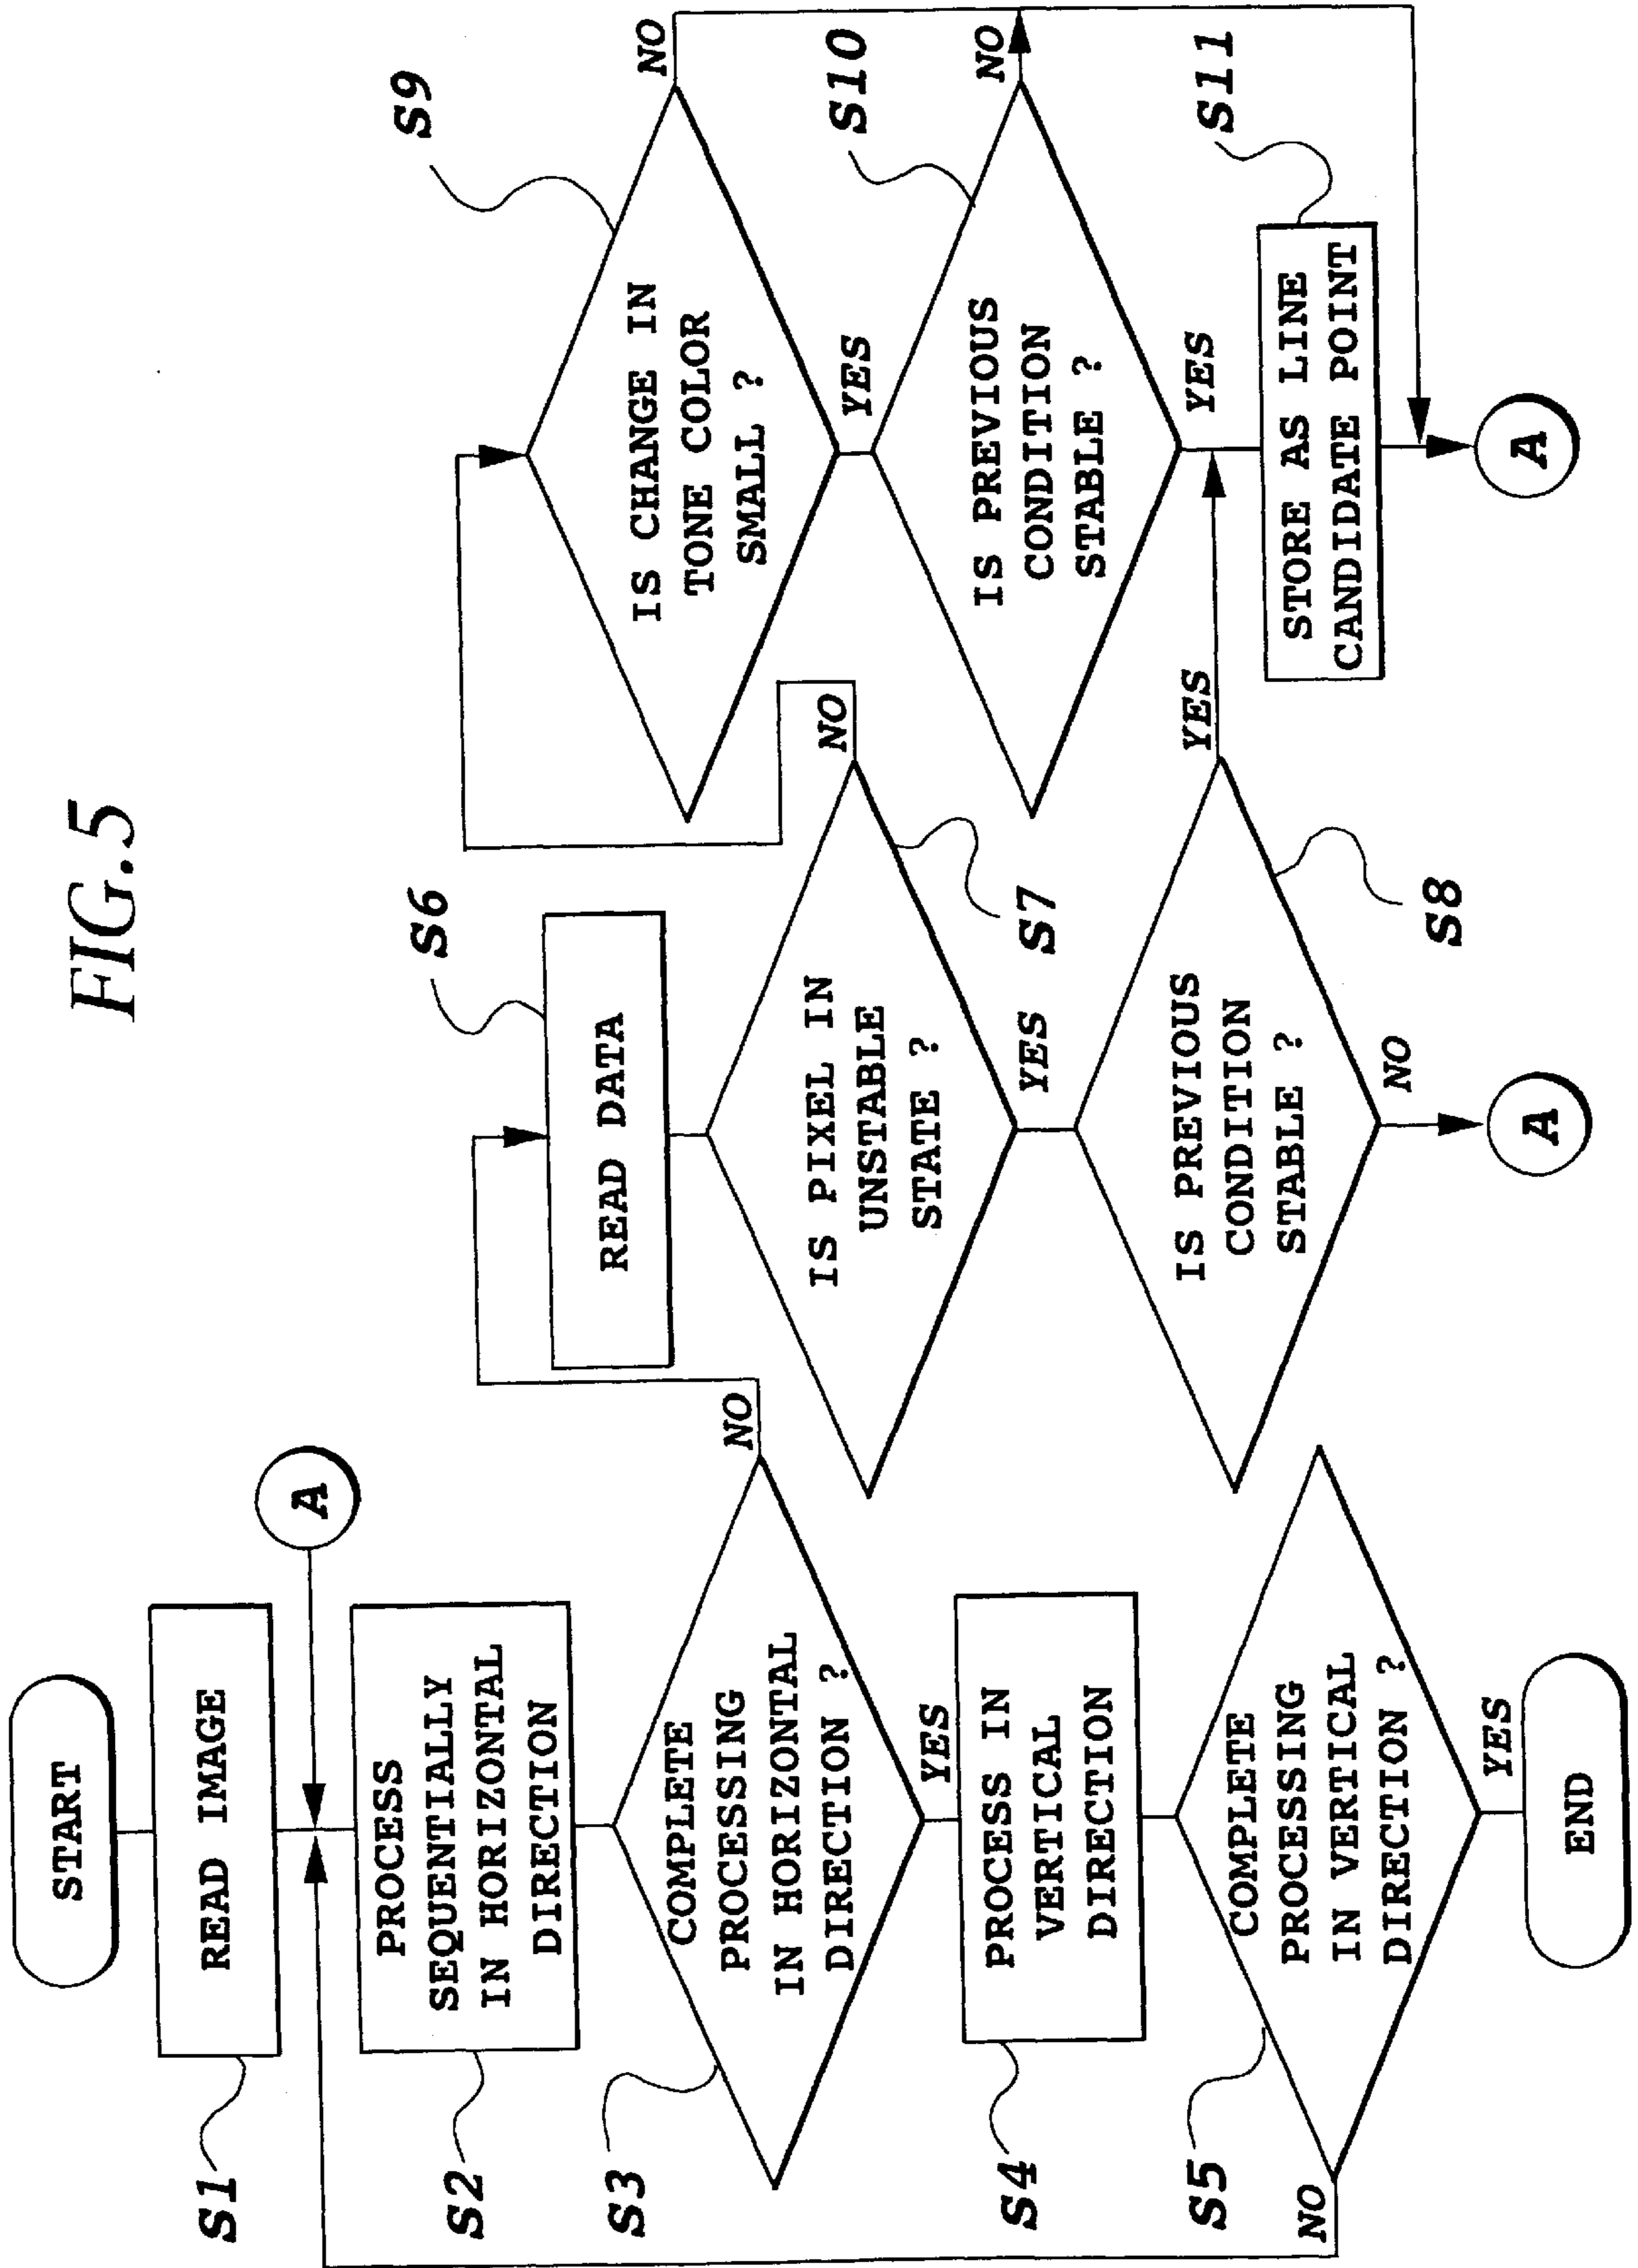 FIG.5
START
READ IMAGE
S1
A
PROCESS
SEQUENTIALLY
IN HORIZONTAL
DIRECTION
S2
COMPLETE
PROCESSING
IN HORIZONTAL
DIRECTION ?
S3
NO
YES
PROCESS IN
VERTICAL
DIRECTION
S4
COMPLETE
PROCESSING
IN VERTICAL
DIRECTION ?
S5
NO
YES
END
S6
READ DATA
IS PIXEL IN
UNSTABLE
STATE ?
S7
NO
YES
IS PREVIOUS
CONDITION
STABLE ?
S8
YES
NO
A
S9
IS CHANGE IN
TONE COLOR
SMALL ?
NO
YES
S10
IS PREVIOUS
CONDITION
STABLE ?
NO
YES
S11
STORE AS LINE
CANDIDATE POINT
A